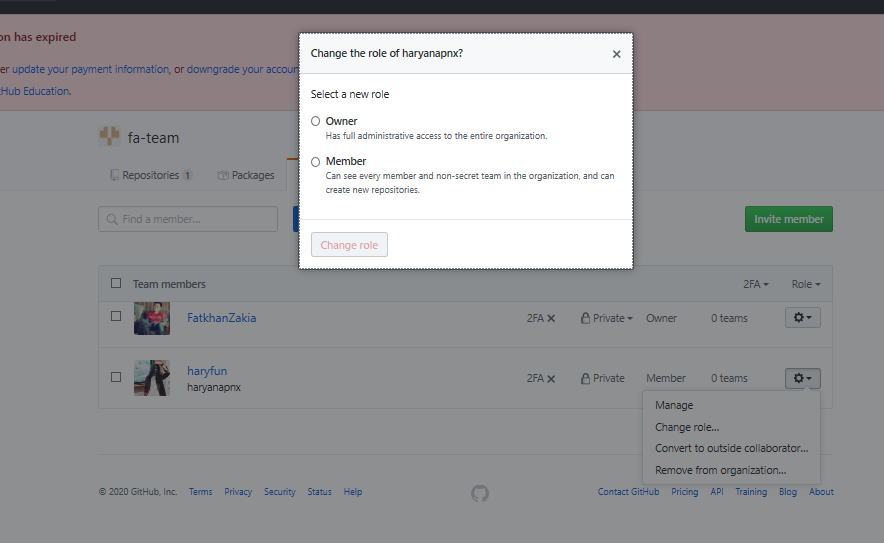 on has expired
Change the role of haryanapnx?
er update your payment information, or downgrade your accoun
Hub Education.
Select a new role
Owner
Has full administrative access to the entire organization.
Member
Can see every member and non-secret team in the organization, and can
create new repositories.
Change role
fa-team
Repositories 1 Packages
Find a member...
Invite member
Team members 2FA Role
FatkhanZakia 2FA Private Owner 0 teams
haryfun 2FA Private Member 0 teams
haryanapnx
Manage
Change role...
Convert to outside collaborator...
Remove from organization...
© 2020 GitHub, Inc. Terms Privacy Security Status Help Contact GitHub Pricing API Training Blog About